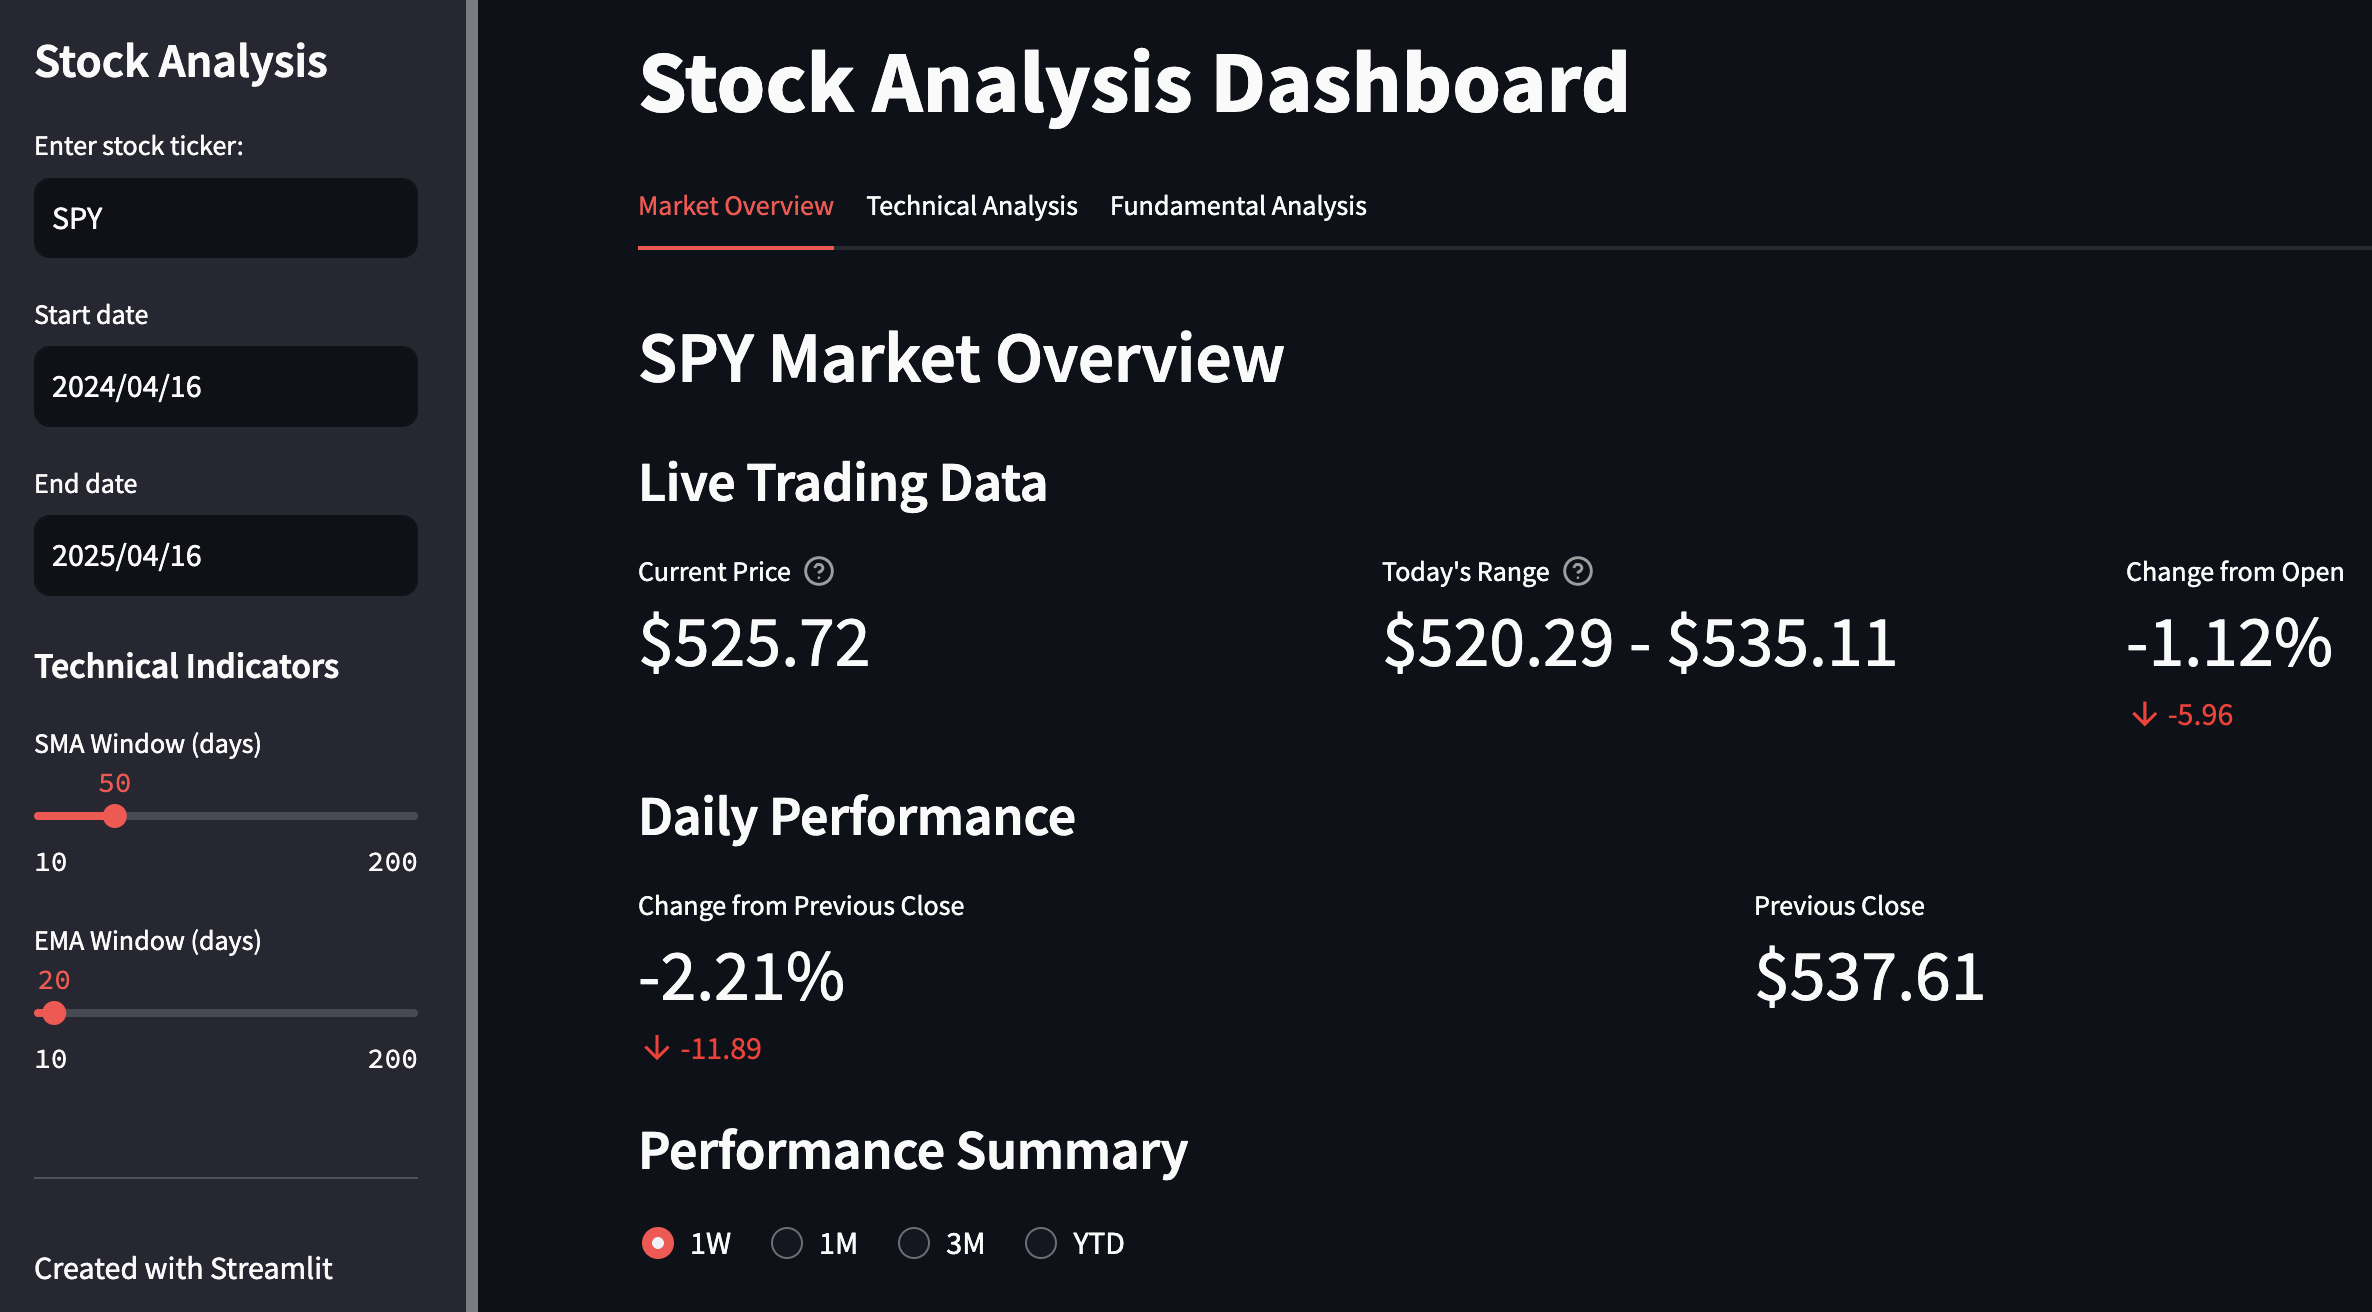 Stock Analysis
Enter stock ticker:
SPY
Start date
2024/04/16
End date
2025/04/16
Technical Indicators
SMA Window (days)
50
10 200
EMA Window (days)
20
10 200
Created with Streamlit
Stock Analysis Dashboard
Market Overview Technical Analysis Fundamental Analysis
SPY Market Overview
Live Trading Data
Current Price ? Today's Range ? Change from Open
$525.72 $520.29 - $535.11 -1.12%
↓ -5.96
Daily Performance
Change from Previous Close Previous Close
-2.21% $537.61
↓ -11.89
Performance Summary
1W 1M 3M YTD